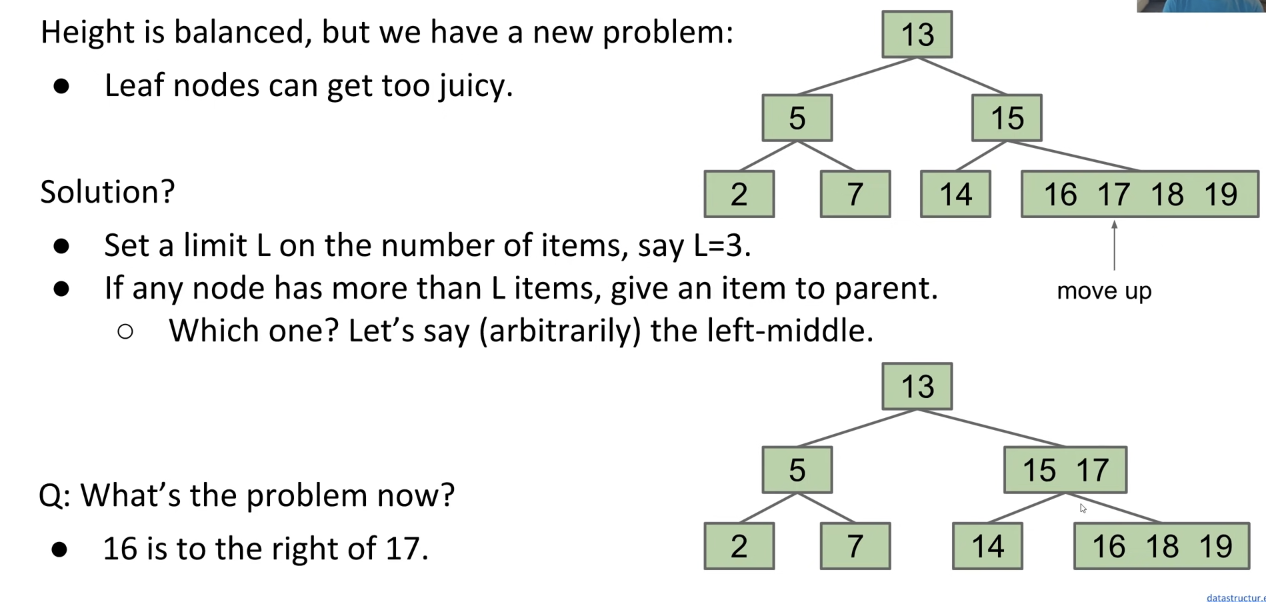 Height is balanced, but we have a new problem:
● Leaf nodes can get too juicy.
13
5 15
2 7 14 16 17 18 19
move up
Solution?
● Set a limit L on the number of items, say L=3.
● If any node has more than L items, give an item to parent.
○ Which one? Let's say (arbitrarily) the left-middle.
13
5 15 17
2 7 14 16 18 19
Q: What's the problem now?
● 16 is to the right of 17.